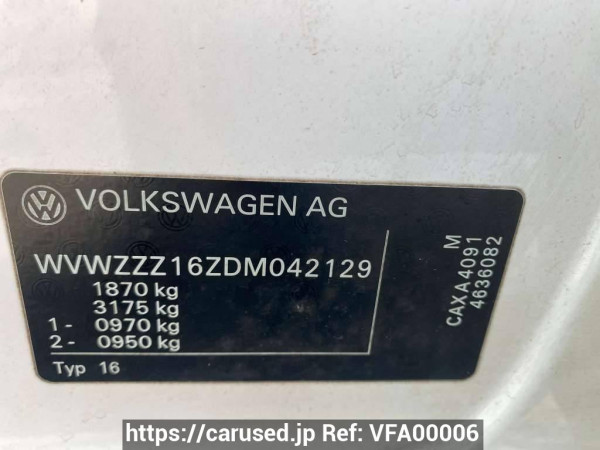 VOLKSWAGEN AG
WVWZZZ16ZDM042129
1870 kg
3175 kg
1 - 0970 kg
2 - 0950 kg
Typ 16
M
CAXA4091
4636082
https://carused.jp Ref: VFA00006